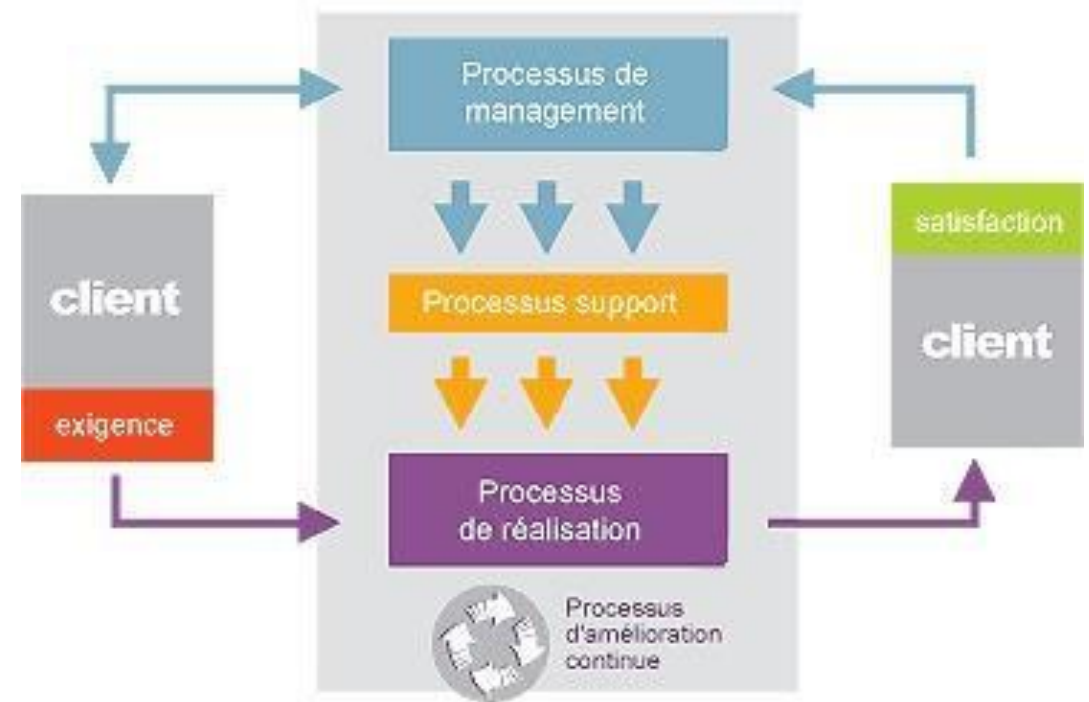 Processus de
management
client
exigence
Processus support
satisfaction
client
Processus
de réalisation
Processus
d'amélioration
continue